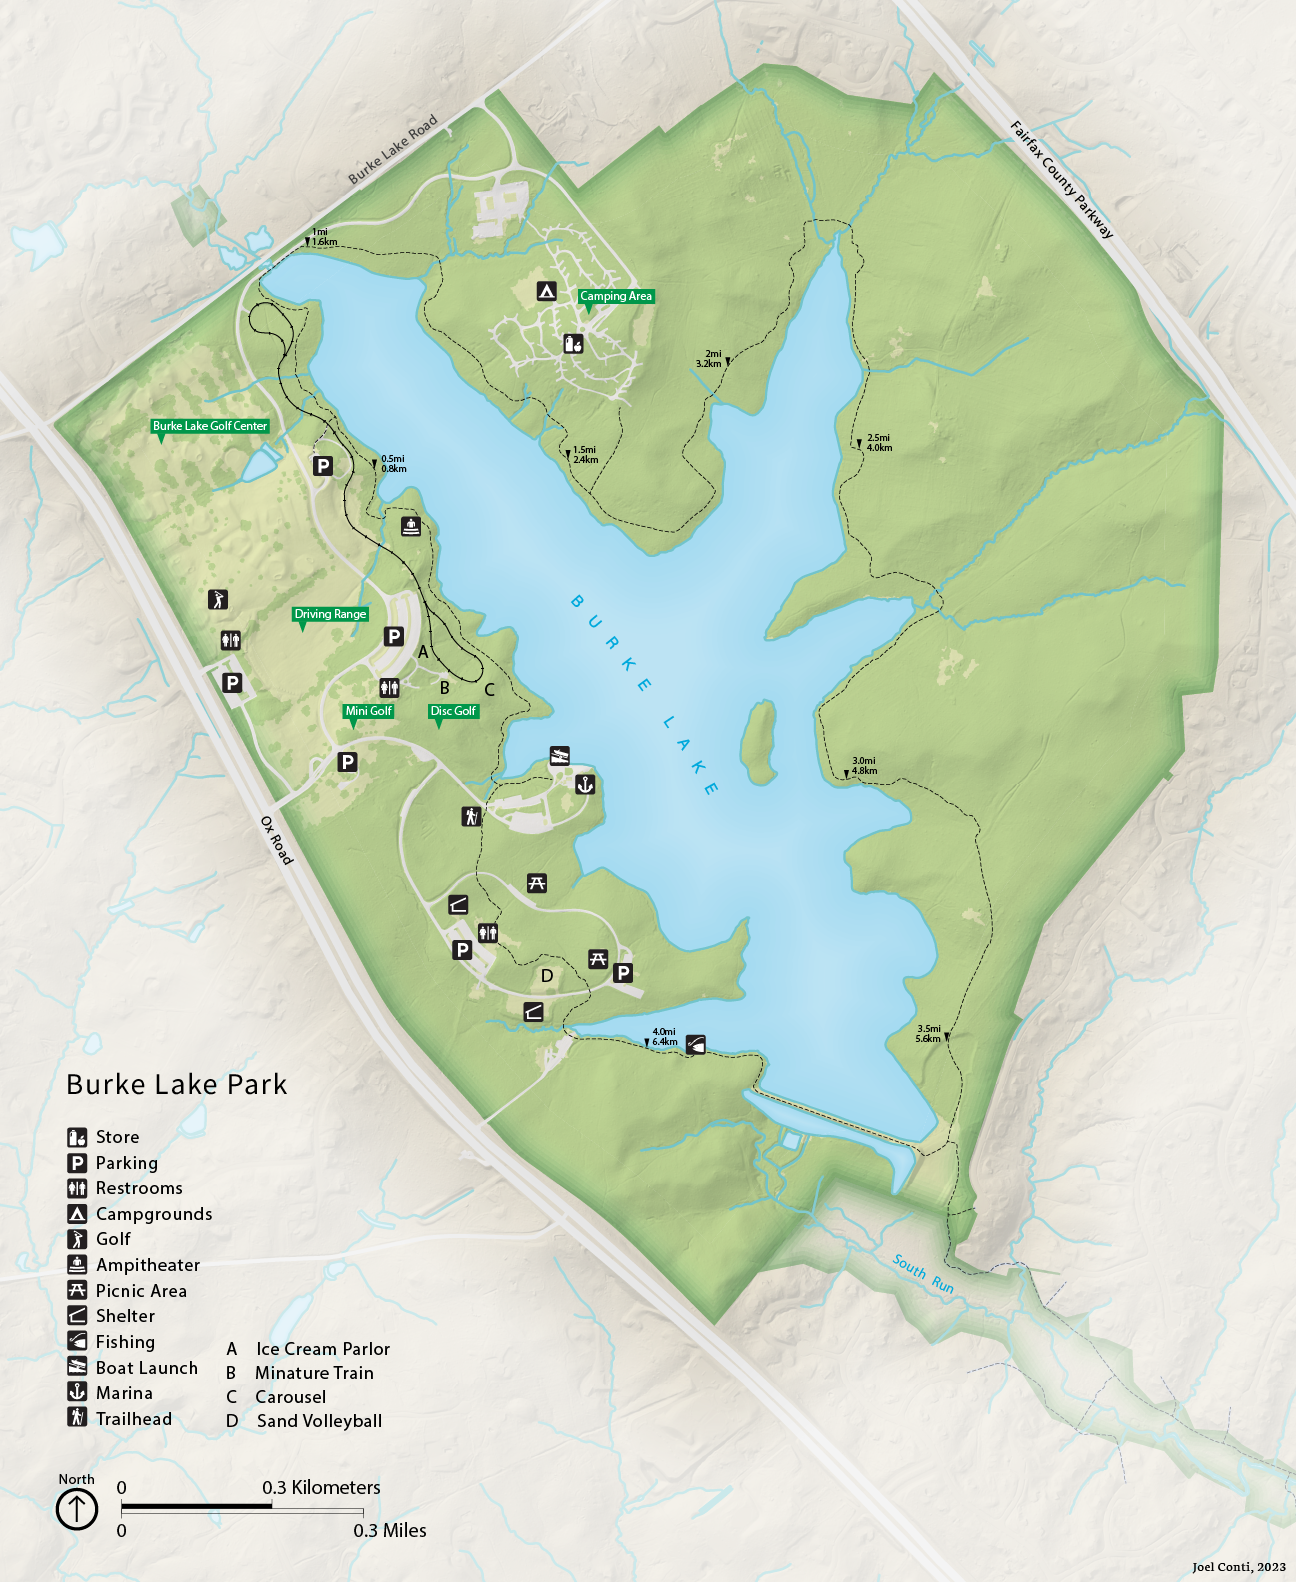 Burke Lake Road
Fairfax County Parkway
1mi
1.6km
Camping Area
2mi
3.2km
Burke Lake Golf Center
2.5mi
4.0km
1.5mi
2.4km
0.5mi
0.8km
P
BURKE LAKE
Driving Range
P
A
P
B
C
Mini Golf
Disc Golf
P
3.0mi
4.8km
Ox Road
P
D
P
3.5mi
5.6km
4.0mi
6.4km
South Run
Burke Lake Park
Store
P Parking
Restrooms
Campgrounds
Golf
Ampitheater
Picnic Area
Shelter
Fishing
Boat Launch
Marina
Trailhead
A Ice Cream Parlor
B Minature Train
C Carousel
D Sand Volleyball
North
0 0.3 Kilometers
0 0.3 Miles
Joel Conti, 2023